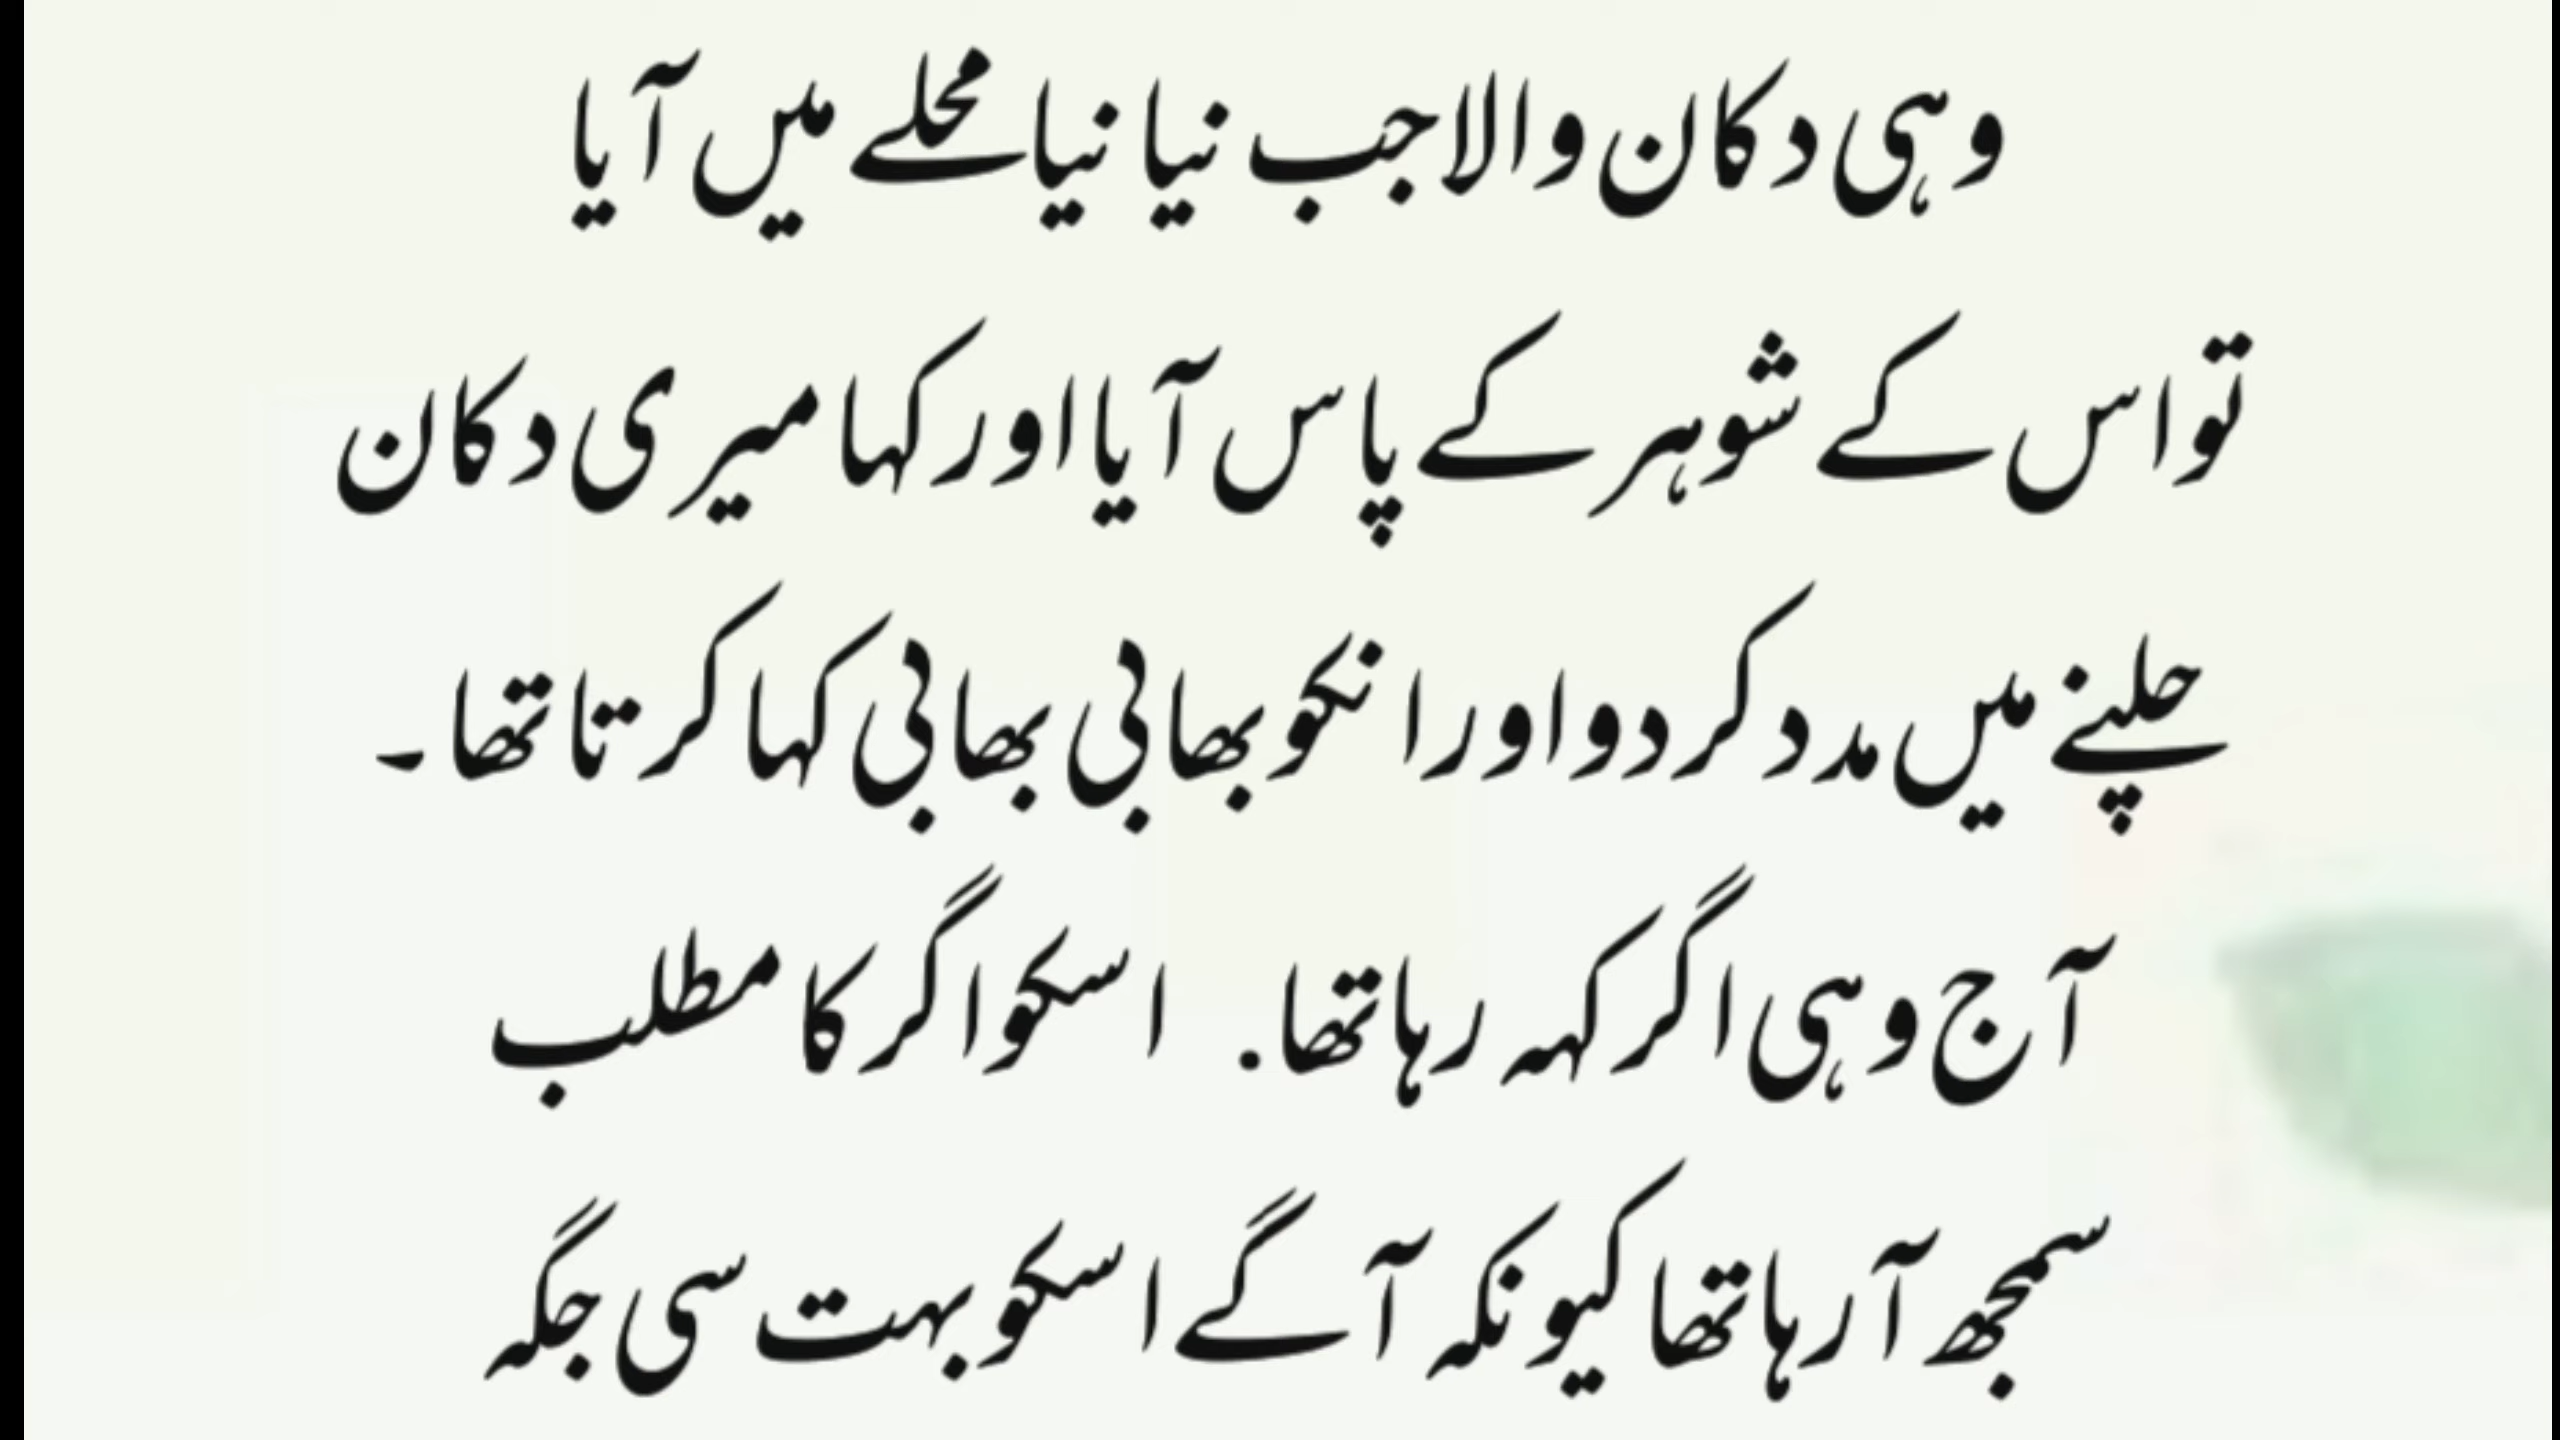 وہی دکان والا جب نیا نیا محلے میں آیا
تو اس کے شوہر کے پاس آیا اور کہا میری دکان
چلنے میں مدد کر دو اور انکو بھابی بھابی کہا کرتا تھا۔
آج وہی اگر کہہ رہا تھا. اسکو اگر کا مطلب
سمجھ آ رہا تھا کیونکہ آگے اسکو بہت سی جگہ